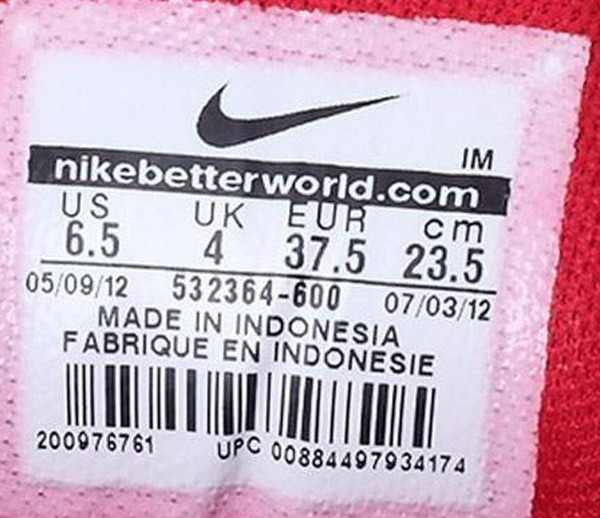 IM
nikebetterworld.com
US UK EUR cm
6.5 4 37.5 23.5
05/09/12 532364-600 07/03/12
MADE IN INDONESIA
FABRIQUE EN INDONESIE
200976761 UPC 00884497934174